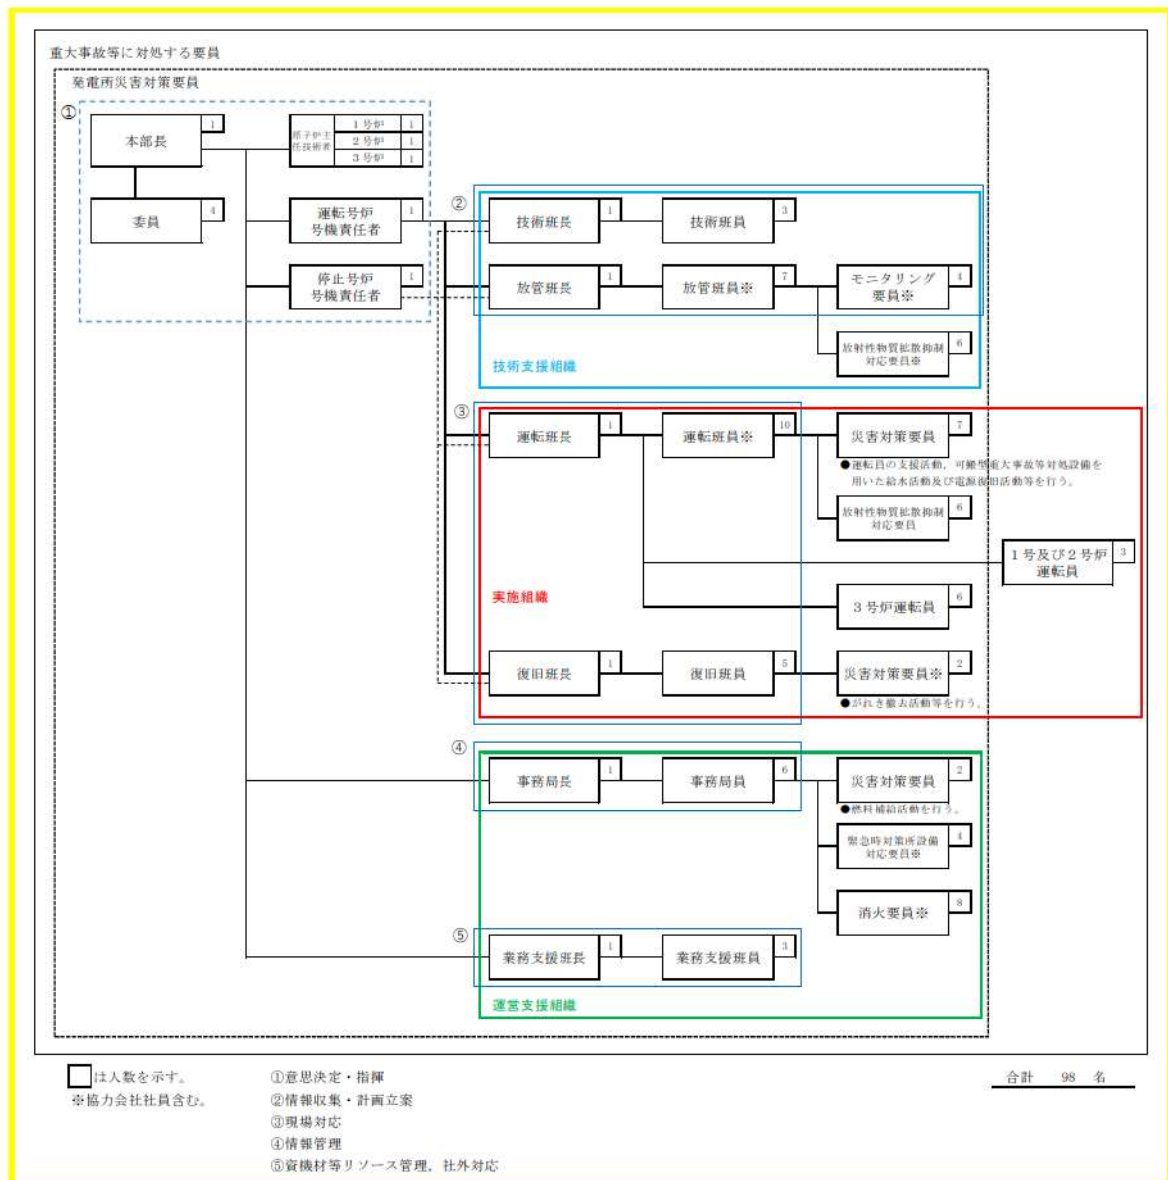 重大事故等に対処する要員
発電所災害対策要員
①
本部長
1
原子炉主
任技術者
1号炉
1
2号炉
1
3号炉
1
委員
4
運転号炉
号機責任者
1
停止号炉
号機責任者
1
②
技術班長
1
技術班員
3
放管班長
1
放管班員※
7
モニタリング
要員※
4
放射性物質拡散抑制
対応要員※
6
技術支援組織
③
運転班長
1
運転班員※
10
災害対策要員
7
●運転員の支援活動，可搬型重大事故等対処設備を
用いた給水活動及び電源復旧活動等を行う。
放射性物質拡散抑制
対応要員
6
1号及び2号炉
運転員
3
実施組織
3号炉運転員
6
復旧班長
1
復旧班員
5
災害対策要員※
2
●がれき撤去活動等を行う。
④
事務局長
1
事務局員
6
災害対策要員
2
●燃料補給活動を行う。
緊急時対策所設備
対応要員※
4
消火要員※
8
⑤
業務支援班長
1
業務支援班員
3
運営支援組織
は人数を示す。
※協力会社社員含む。
①意思決定・指揮
②情報収集・計画立案
③現場対応
④情報管理
⑤資機材等リソース管理，社外対応
合計 98 名